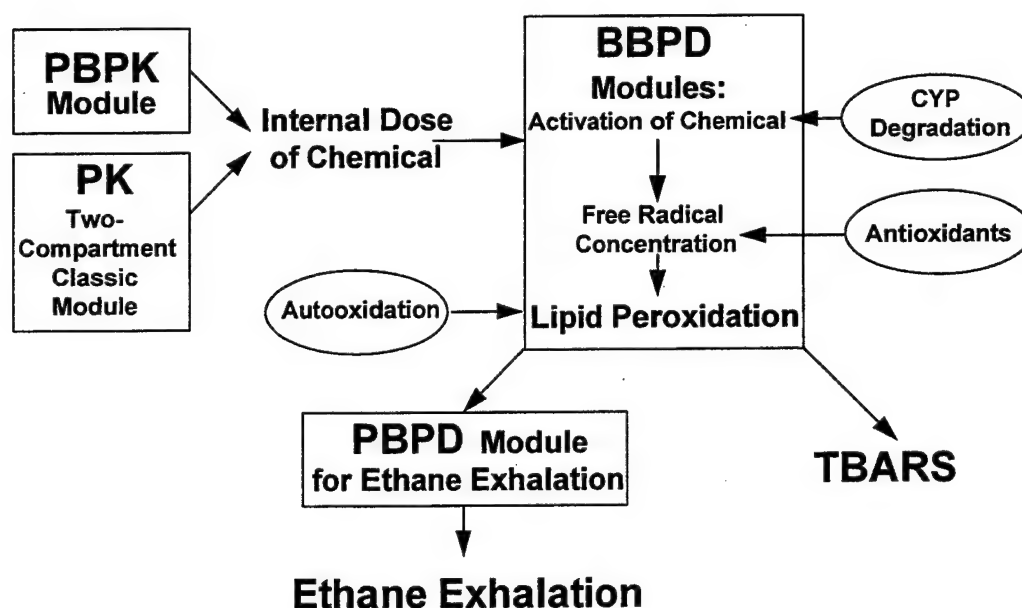 PBPK
Module
PK
Two-
Compartment
Classic
Module
Internal Dose
of Chemical
BBPD
Modules:
Activation of Chemical
Free Radical
Concentration
Lipid Peroxidation
CYP
Degradation
Antioxidants
Autooxidation
PBPD Module
for Ethane Exhalation
TBARS
Ethane Exhalation